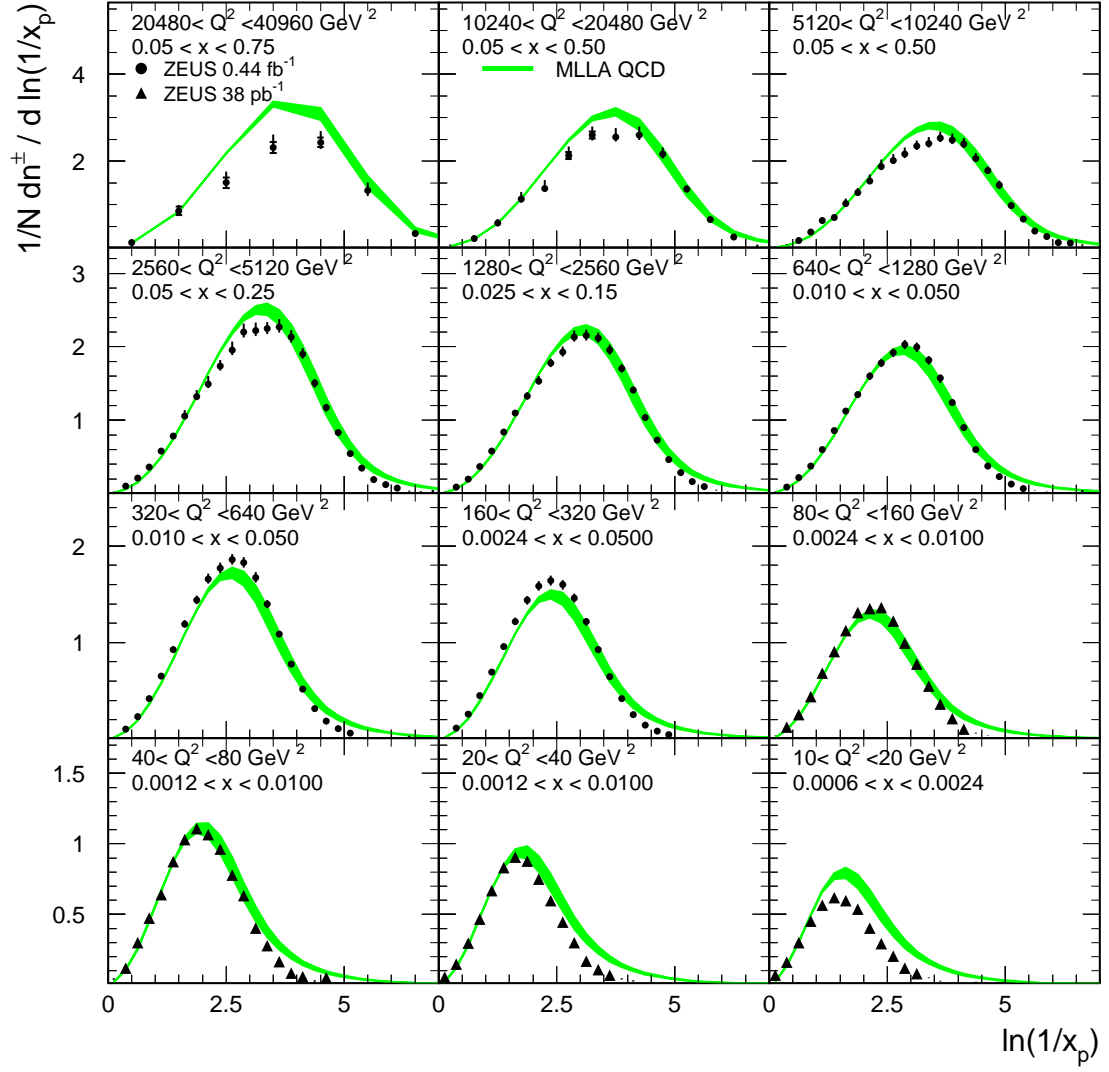 1/N dn± / d ln(1/xp)
20480< Q2 <40960 GeV 2
0.05 < x < 0.75
ZEUS 0.44 fb-1
ZEUS 38 pb-1
10240< Q2 <20480 GeV 2
0.05 < x < 0.50
MLLA QCD
5120< Q2 <10240 GeV 2
0.05 < x < 0.50
4
2
2560< Q2 <5120 GeV 2
0.05 < x < 0.25
1280< Q2 <2560 GeV 2
0.025 < x < 0.15
640< Q2 <1280 GeV 2
0.010 < x < 0.050
3
2
1
320< Q2 <640 GeV 2
0.010 < x < 0.050
160< Q2 <320 GeV 2
0.0024 < x < 0.0500
80< Q2 <160 GeV 2
0.0024 < x < 0.0100
2
1
40< Q2 <80 GeV 2
0.0012 < x < 0.0100
20< Q2 <40 GeV 2
0.0012 < x < 0.0100
10< Q2 <20 GeV 2
0.0006 < x < 0.0024
1.5
1
0.5
0 2.5 5 0 2.5 5 0 2.5 5
ln(1/xp)